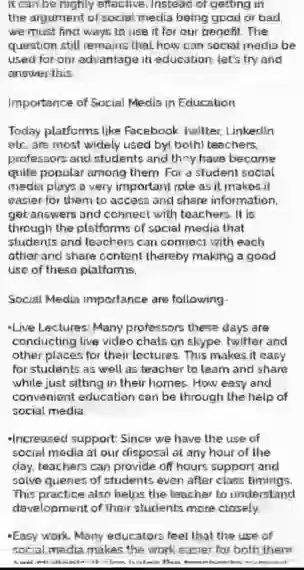 it can be highly effective. Instead of getting in
the argument of social media being good or bad,
we must find ways to use it for our benefit. The
question still remains that how can social media be
used for our advantage in education. let's try and
answer this.
Importance of Social Media in Education
Today platforms like Facebook, Twitter, LinkedIn
etc. are most widely used by( both) teachers,
professors and students and they have become
quite popular among them. For a student social
media plays a very important role as it makes it
easier for them to access and share information,
get answers and connect with teachers. It is
through the platforms of social media that
students and teachers can connect with each
other and share content thereby making a good
use of these platforms.
Social Media importance are following:-
•Live Lectures: Many professors these days are
conducting live video chats on skype, twitter and
other places for their lectures. This makes it easy
for students as well as teacher to learn and share
while just sitting in their homes. How easy and
convenient education can be through the help of
social media.
•Increased support: Since we have the use of
social media at our disposal at any hour of the
day, teachers can provide off hours support and
solve queries of students even after class timings.
This practice also helps the teacher to understand
development of their students more closely.
•Easy work: Many educators feel that the use of
social media makes the work easier for both them